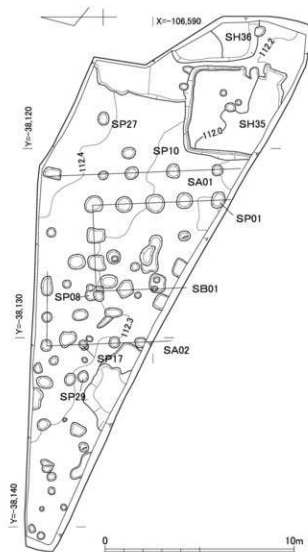 X=-106,590
SH36
112.2
SP27
Y=-38,120
112.4
SP10
112.0
SH35
SA01
SP01
SP08
SB01
Y=-38,130
112.3
SP17
SA02
SP29
Y=-38,140
0
10m